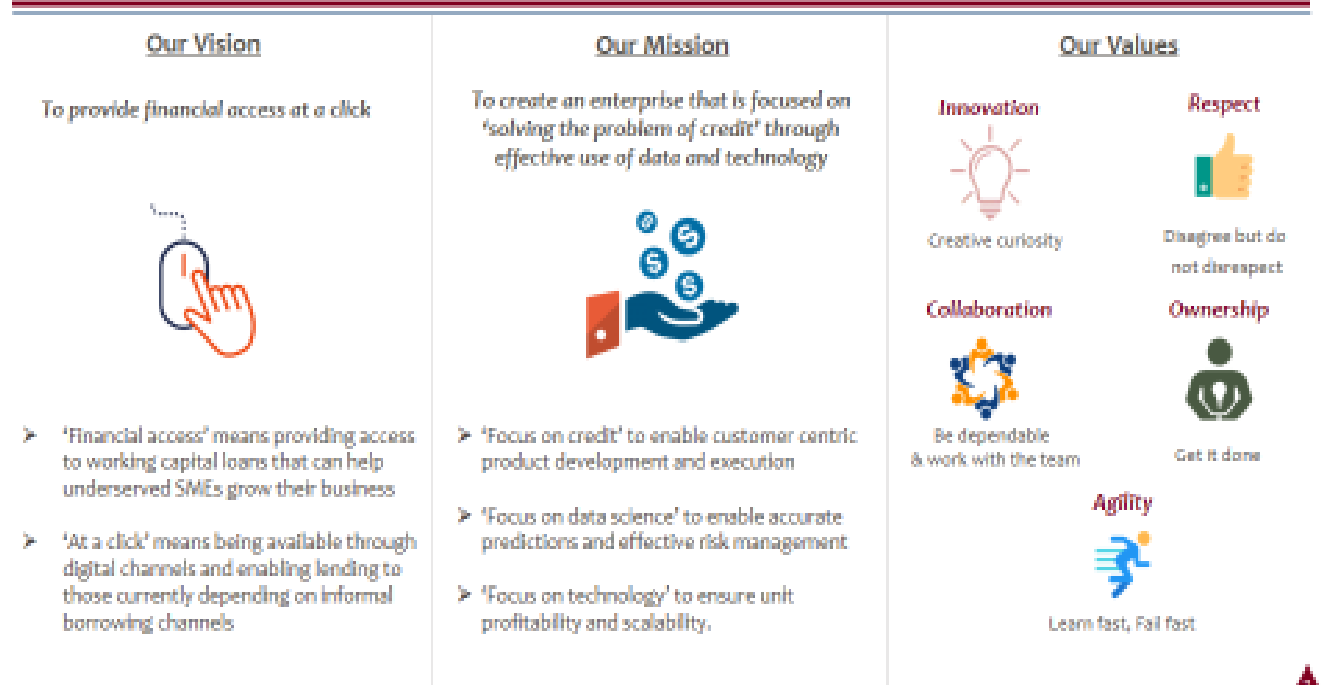 Our Vision
To provide financial access at a click
➤ ‘Financial access’ means providing access
to working capital loans that can help
underserved SMEs grow their business
➤ ‘At a click’ means being available through
digital channels and enabling lending to
those currently depending on informal
borrowing channels
Our Mission
To create an enterprise that is focused on
‘solving the problem of credit’ through
effective use of data and technology
➤ ‘Focus on credit’ to enable customer centric
product development and execution
➤ ‘Focus on data science’ to enable accurate
predictions and effective risk management
➤ ‘Focus on technology’ to ensure unit
profitability and scalability.
Our Values
Innovation
Creative curiosity
Respect
Disagree but do
not disrespect
Collaboration
Be dependable
& work with the team
Ownership
Get it done
Agility
Learn fast, Fail fast